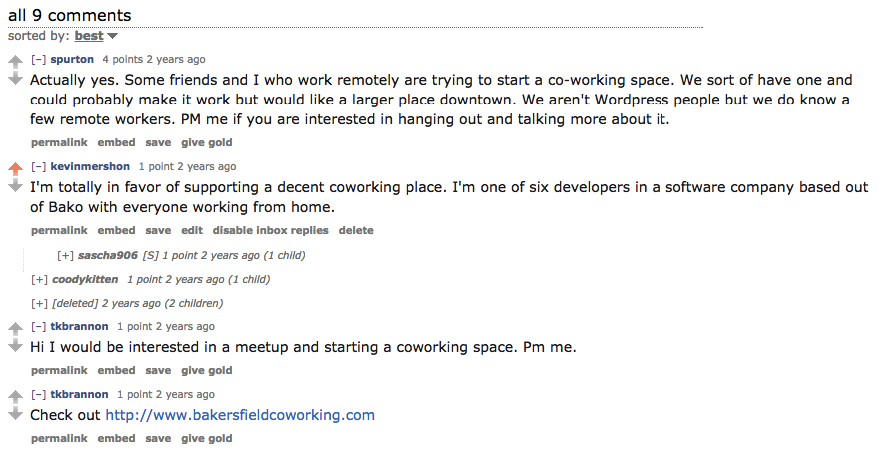 all 9 comments
sorted by: best
[–] spurton 4 points 2 years ago
Actually yes. Some friends and I who work remotely are trying to start a co-working space. We sort of have one and
could probably make it work but would like a larger place downtown. We aren't Wordpress people but we do know a
few remote workers. PM me if you are interested in hanging out and talking more about it.
permalink embed save give gold
[–] kevinmershon 1 point 2 years ago
I'm totally in favor of supporting a decent coworking place. I'm one of six developers in a software company based out
of Bako with everyone working from home.
permalink embed save edit disable inbox replies delete
[+] sascha906 [S] 1 point 2 years ago (1 child)
[+] coodykitten 1 point 2 years ago (1 child)
[+] [deleted] 2 years ago (2 children)
[–] tkbrannon 1 point 2 years ago
Hi I would be interested in a meetup and starting a coworking space. Pm me.
permalink embed save give gold
[–] tkbrannon 1 point 2 years ago
Check out http://www.bakersfieldcoworking.com
permalink embed save give gold